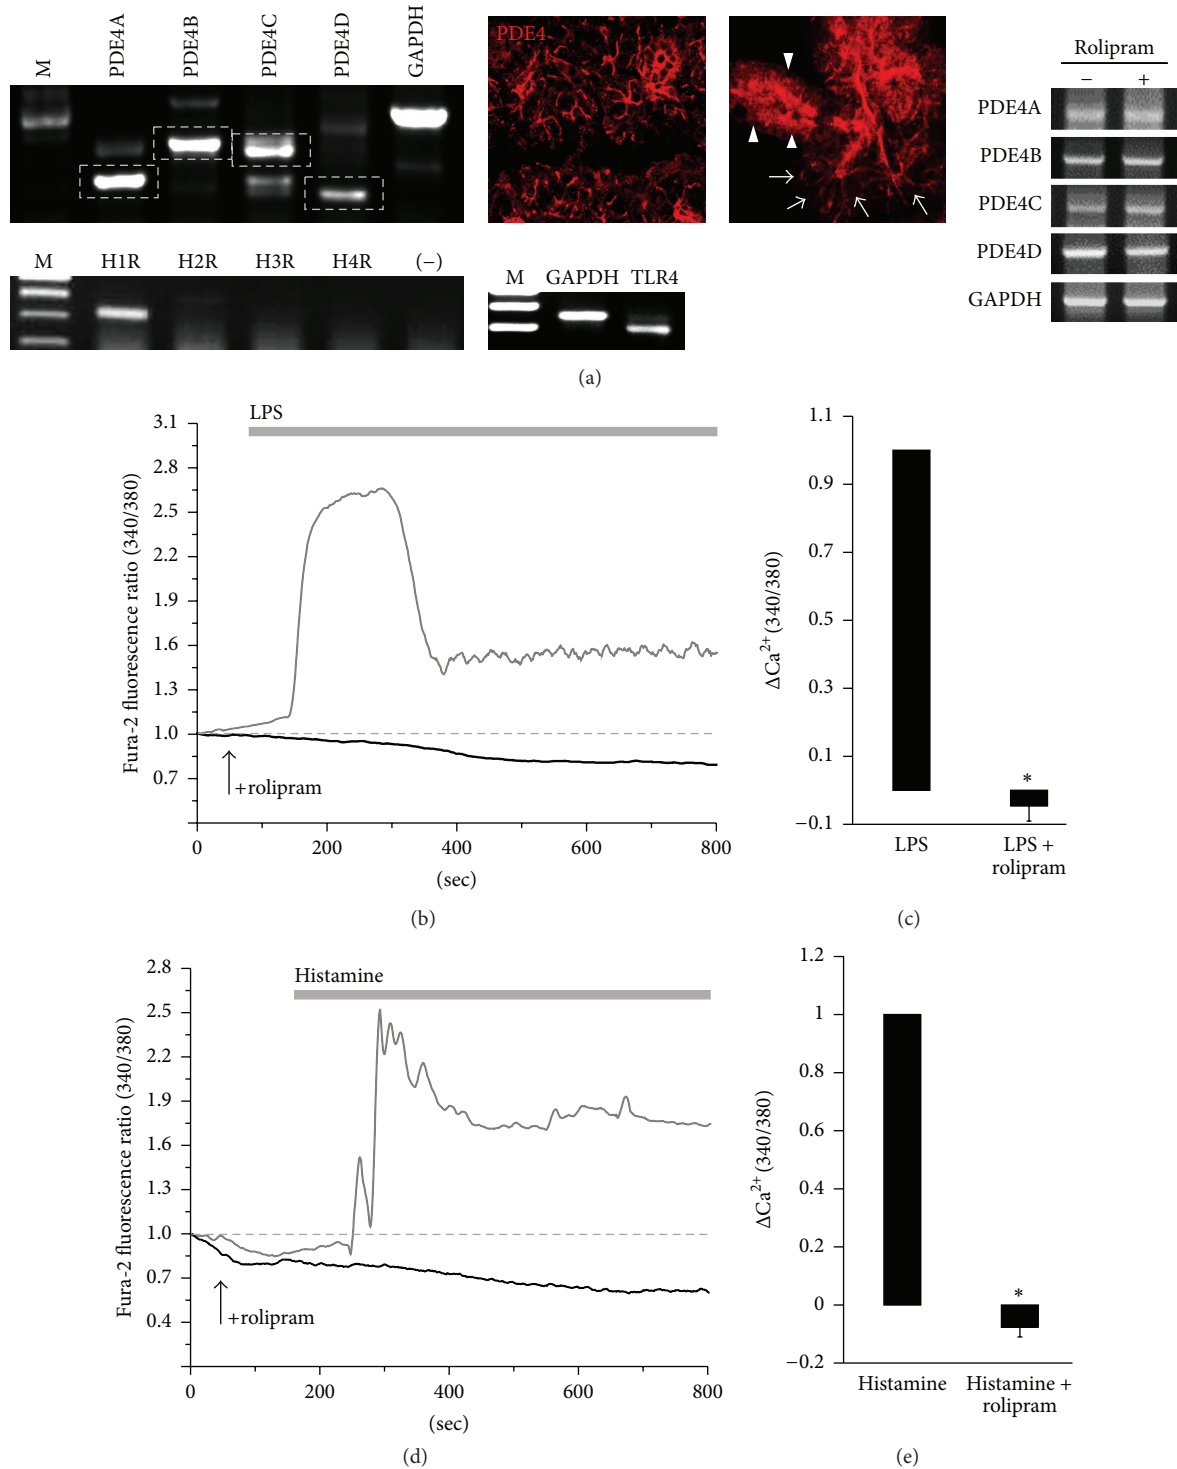 M PDE4A PDE4B PDE4C PDE4D GAPDH
PDE4
Rolipram
− +
PDE4A
PDE4B
PDE4C
PDE4D
GAPDH
M H1R H2R H3R H4R (−)
M GAPDH TLR4
(a)
LPS
Fura-2 fluorescence ratio (340/380)
3.1
2.8
2.5
2.2
1.9
1.6
1.3
1.0
0.7
+rolipram
0 200 400 600 800
(sec)
(b)
ΔCa²⁺ (340/380)
1.1
0.9
0.7
0.5
0.3
0.1
−0.1
*
LPS LPS +
rolipram
(c)
Histamine
Fura-2 fluorescence ratio (340/380)
2.8
2.5
2.2
1.9
1.6
1.3
1.0
0.7
0.4
+rolipram
0 200 400 600 800
(sec)
(d)
ΔCa²⁺ (340/380)
1.2
1
0.8
0.6
0.4
0.2
0
−0.2
*
Histamine Histamine +
rolipram
(e)